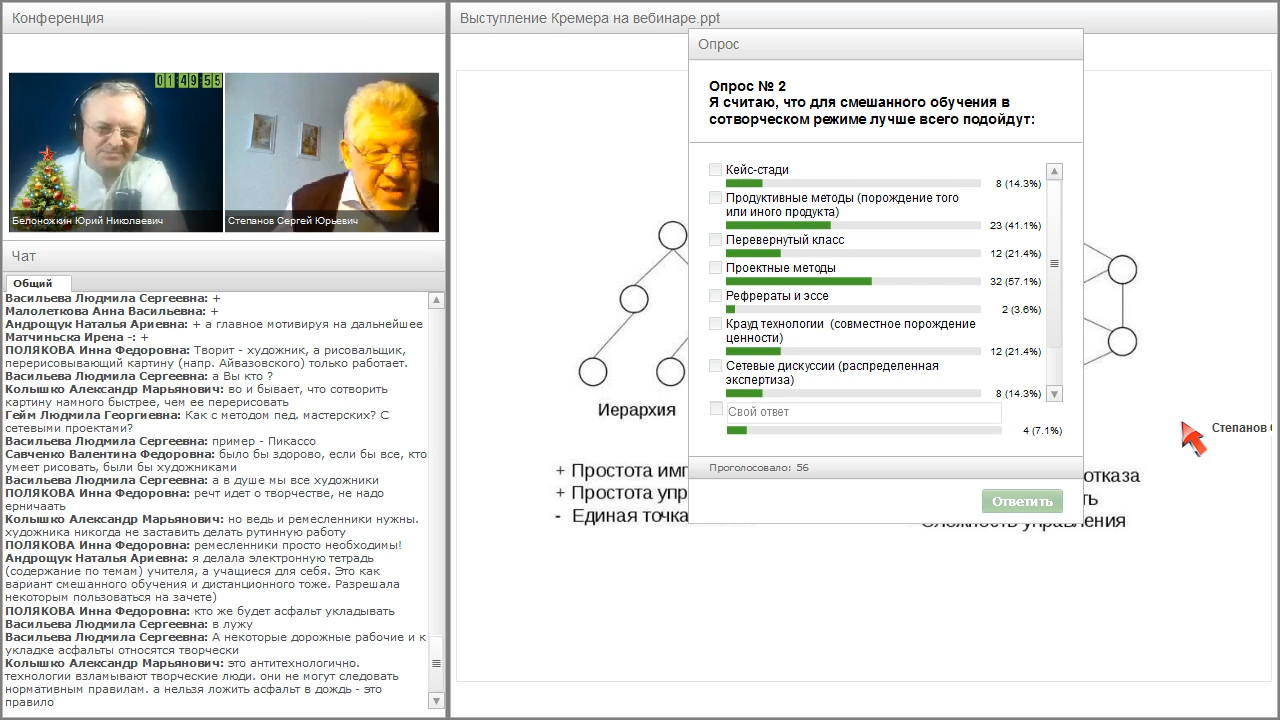 Конференция
01:49:55
Белоножкин Юрий Николаевич
Степанов Сергей Юрьевич
Чат
Общий
Васильева Людмила Сергеевна: +
Малолеткова Анна Васильевна: +
Андрощук Наталья Ариевна: + а главное мотивируя на дальнейшее
Матчиньска Ирена -: +
ПОЛЯКОВА Инна Федоровна: Творит - художник, а рисовальщик,
перерисовывающий картину (напр. Айвазовского) только работает.
Васильева Людмила Сергеевна: а Вы кто ?
Колышко Александр Марьянович: во и бывает, что сотворить
картину намного быстрее, чем ее перерисовать
Гейм Людмила Георгиевна: Как с методом пед. мастерских? С
сетевыми проектами?
Васильева Людмила Сергеевна: пример - Пикассо
Савченко Валентина Федоровна: было бы здорово, если бы все, кто
умеет рисовать, были бы художниками
Васильева Людмила Сергеевна: а в душе мы все художники
ПОЛЯКОВА Инна Федоровна: речт идет о творчестве, не надо
ерничаать
Колышко Александр Марьянович: но ведь и ремесленники нужны.
художника никогда не заставить делать рутинную работу
ПОЛЯКОВА Инна Федоровна: ремесленники просто необходимы!
Андрощук Наталья Ариевна: я делала электронную тетрадь
(содержание по темам) учителя, а учащиеся для себя. Это как
вариант смешанного обучения и дистанционного тоже. Разрешала
некоторым пользоваться на зачете)
ПОЛЯКОВА Инна Федоровна: кто же будет асфальт укладывать
Васильева Людмила Сергеевна: в лужу
Васильева Людмила Сергеевна: А некоторые дорожные рабочие и к
укладке асфальты относятся творчески
Колышко Александр Марьянович: это антитехнологично.
технологии взламывают творческие люди. они не могут следовать
нормативным правилам. а нельзя ложить асфальт в дождь - это
правило
Выступление Кремера на вебинаре.ppt
Опрос
Опрос № 2
Я считаю, что для смешанного обучения в
сотворческом режиме лучше всего подойдут:
Кейс-стади
8 (14.3%)
Продуктивные методы (порождение того
или иного продукта)
23 (41.1%)
Перевернутый класс
12 (21.4%)
Проектные методы
32 (57.1%)
Рефрераты и эссе
2 (3.6%)
Крауд технологии (совместное порождение
ценности)
12 (21.4%)
Сетевые дискуссии (распределенная
экспертиза)
8 (14.3%)
Свой ответ
4 (7.1%)
Проголосовало: 56
Ответить
Иерархия
+ Простота имп
+ Простота упр
- Единая точка
отказа
ть
Сложность управления
Степанов